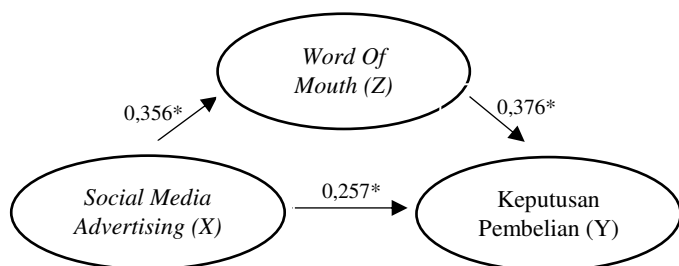 Word Of
Mouth (Z)
0,356*
0,376*
Social Media
Advertising (X)
0,257*
Keputusan
Pembelian (Y)